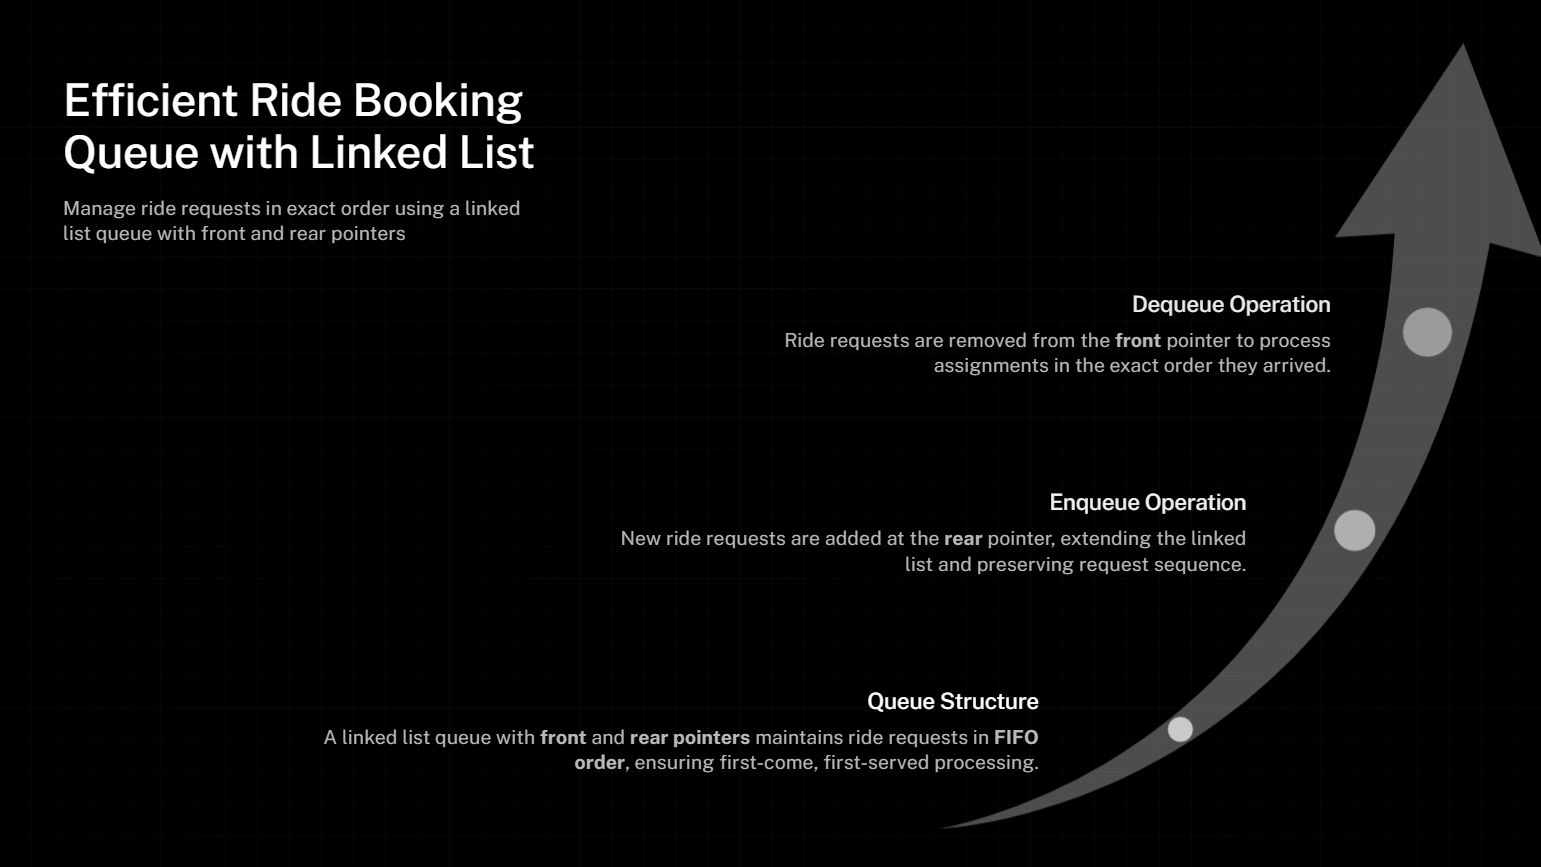 Efficient Ride Booking
Queue with Linked List
Manage ride requests in exact order using a linked
list queue with front and rear pointers
Dequeue Operation
Ride requests are removed from the front pointer to process
assignments in the exact order they arrived.
Enqueue Operation
New ride requests are added at the rear pointer, extending the linked
list and preserving request sequence.
Queue Structure
A linked list queue with front and rear pointers maintains ride requests in FIFO
order, ensuring first-come, first-served processing.